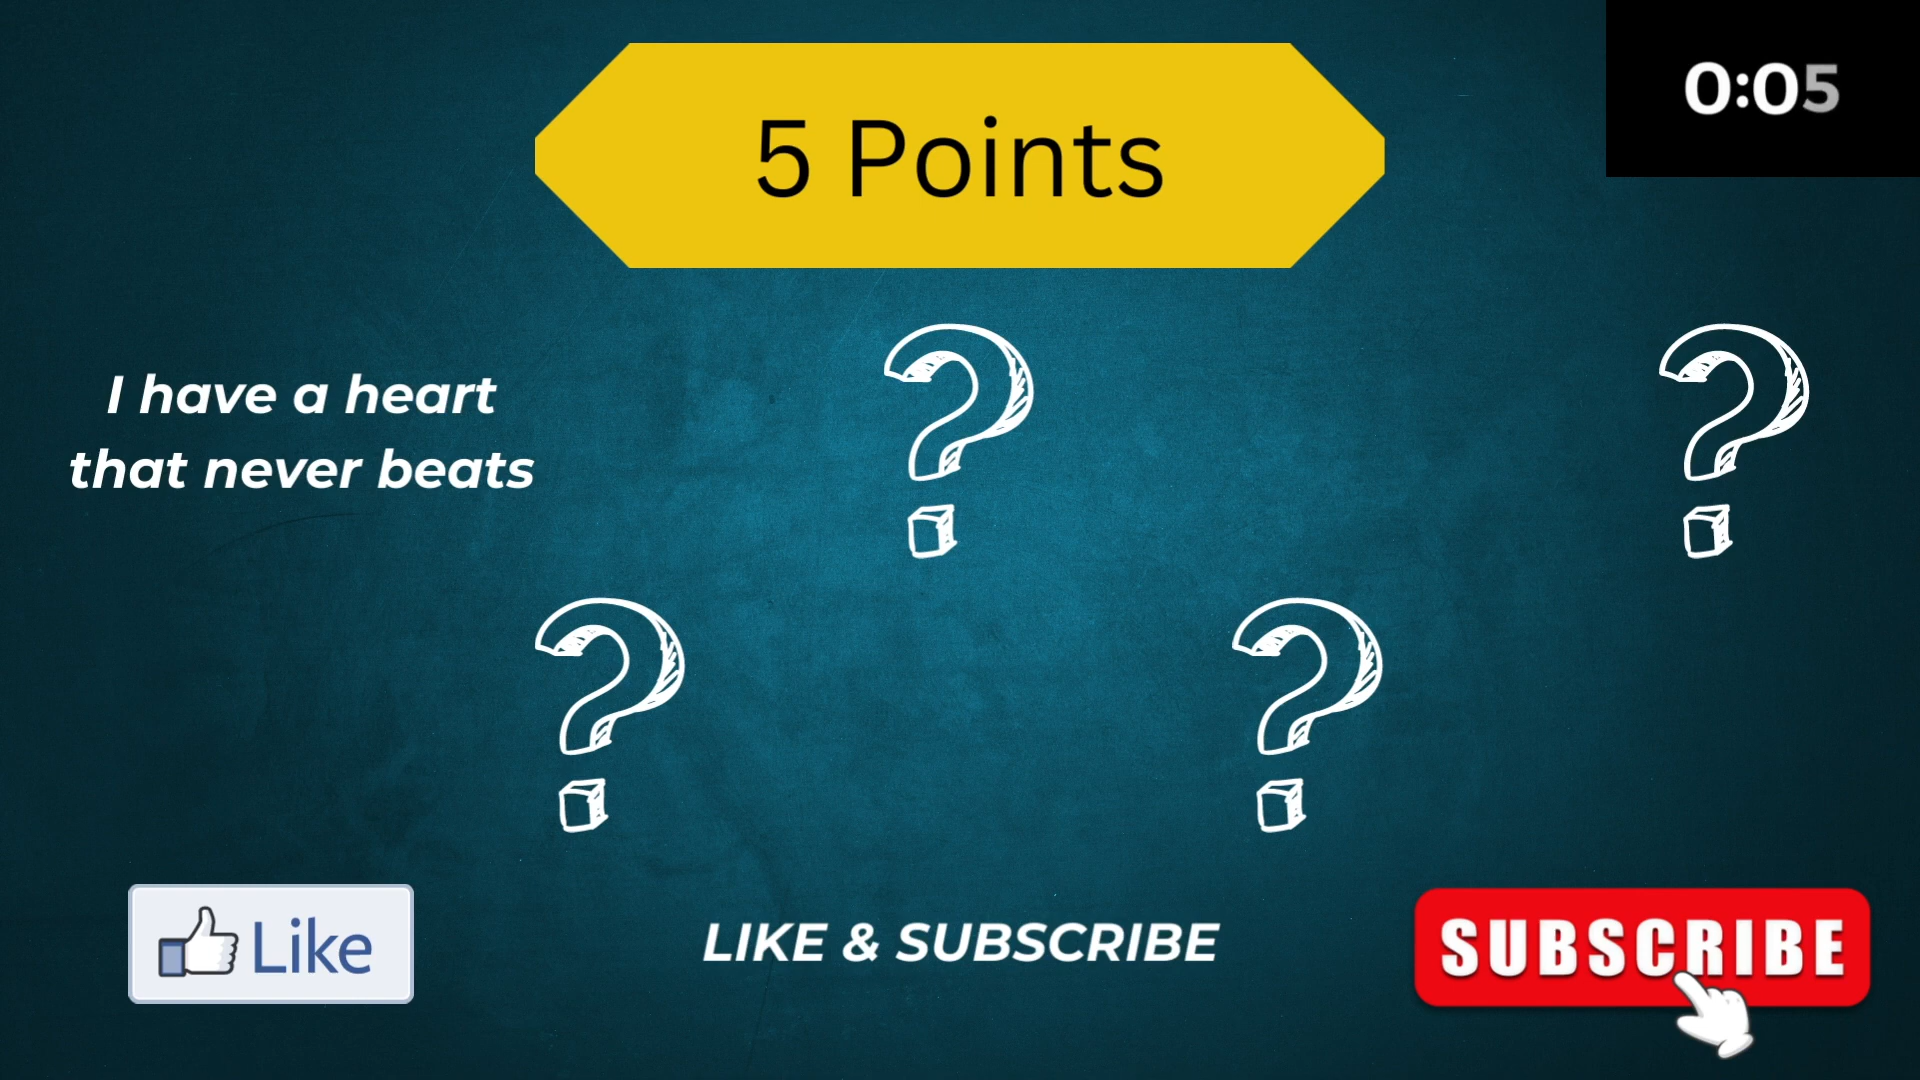 5 Points
0:05
I have a heart
that never beats
?
?
?
?
Like
LIKE & SUBSCRIBE
SUBSCRIBE